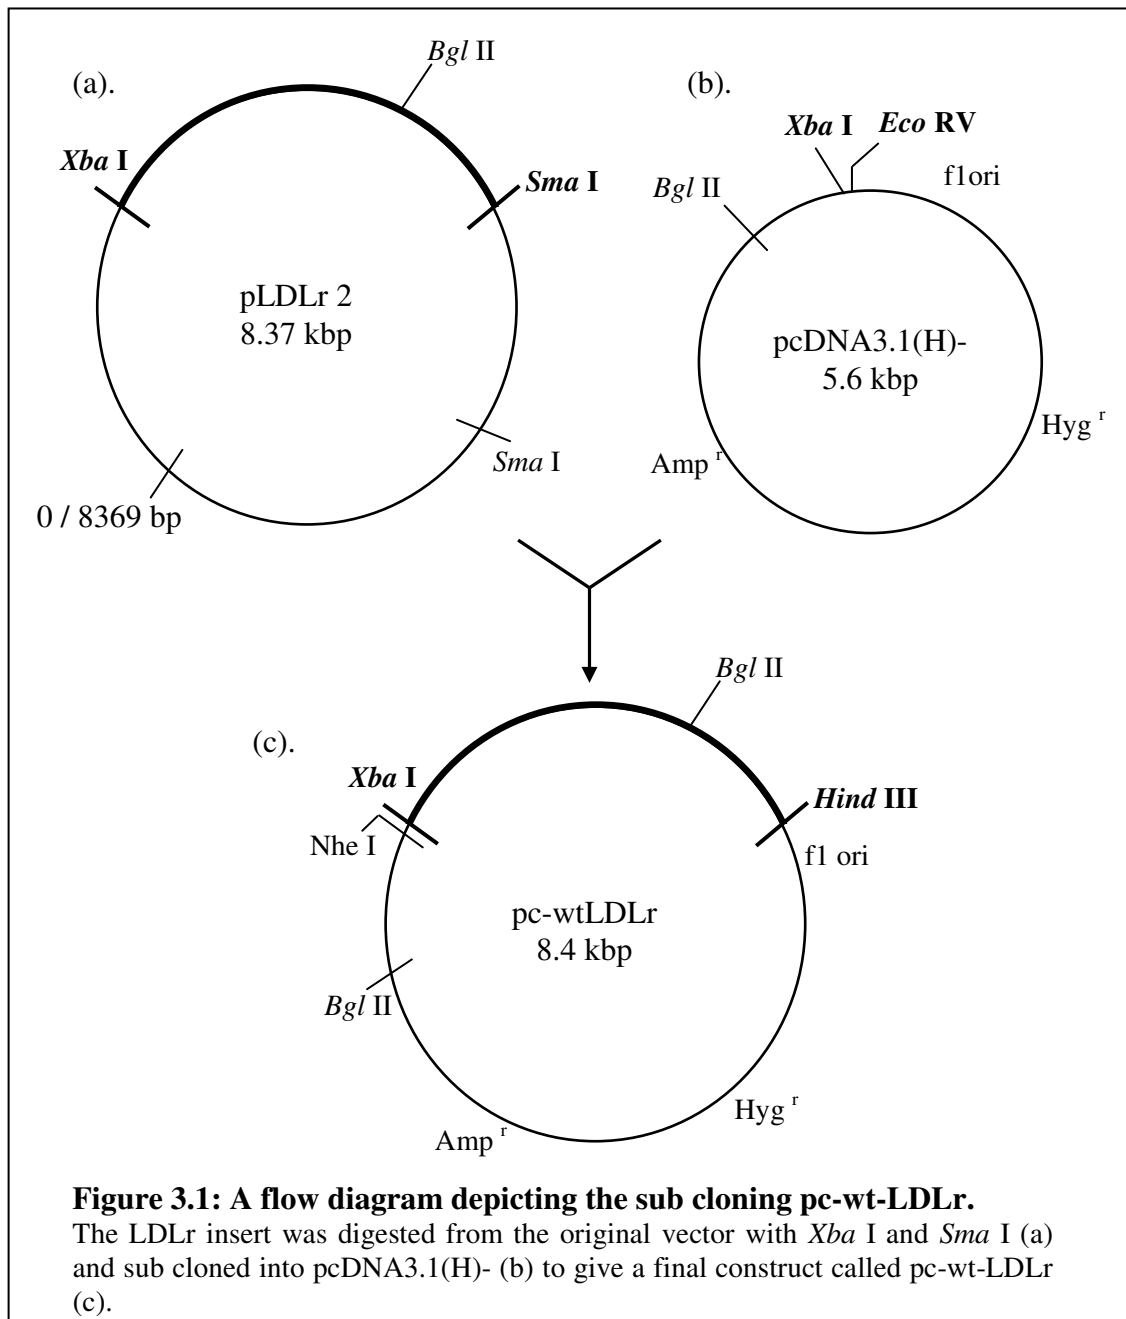 (a).
Bgl II
Xba I
Sma I
pLDLr 2
8.37 kbp
Sma I
0 / 8369 bp
(b).
Xba I
Eco RV
f1ori
Bgl II
pcDNA3.1(H)-
5.6 kbp
Hyg r
Amp r
(c).
Bgl II
Xba I
Hind III
Nhe I
f1 ori
pc-wtLDLr
8.4 kbp
Bgl II
Hyg r
Amp r
Figure 3.1: A flow diagram depicting the sub cloning pc-wt-LDLr.
The LDLr insert was digested from the original vector with Xba I and Sma I (a)
and sub cloned into pcDNA3.1(H)- (b) to give a final construct called pc-wt-LDLr
(c).